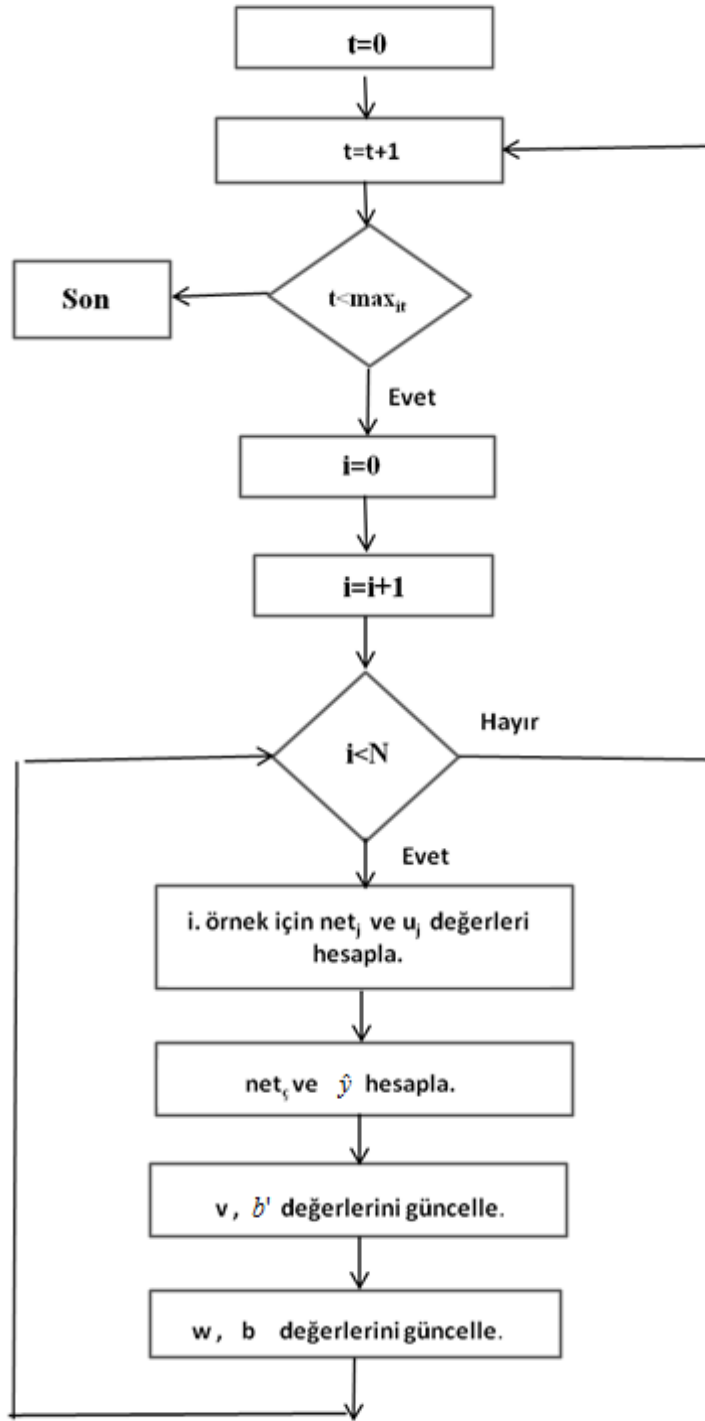 t=0
t=t+1
t<max_it
Son
Evet
i=0
i=i+1
i<N
Hayır
Evet
i. örnek için net_j ve u_j değerleri
hesapla.
net_ç ve ŷ hesapla.
v , b' değerlerini güncelle.
w , b değerlerini güncelle.